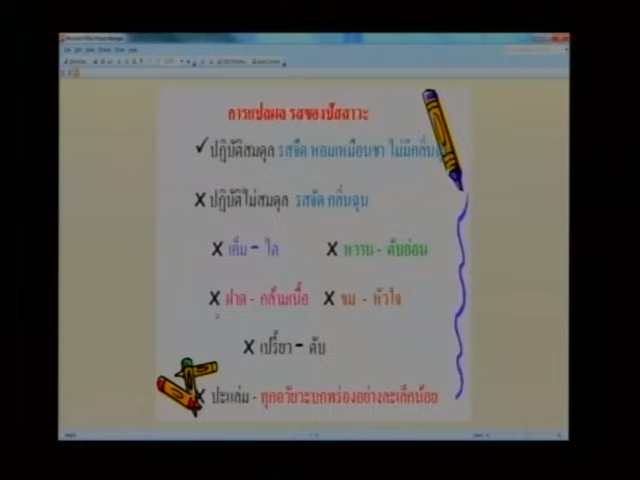 การแปลผล รสของปัสสาวะ
✓ ปฏิบัติสมดุล รสจืด หอมเหมือนชา ไม่มีกลิ่น
X ปฏิบัติไม่สมดุล รสจัด กลิ่นฉุน
X เค็ม - ไต X หวาน - ตับอ่อน
X ฝาด - กล้ามเนื้อ X ขม - หัวใจ
X เปรี้ยว - ตับ
X ปะแล่ม - ทุกอวัยวะบกพร่องอย่างละเล็กน้อย